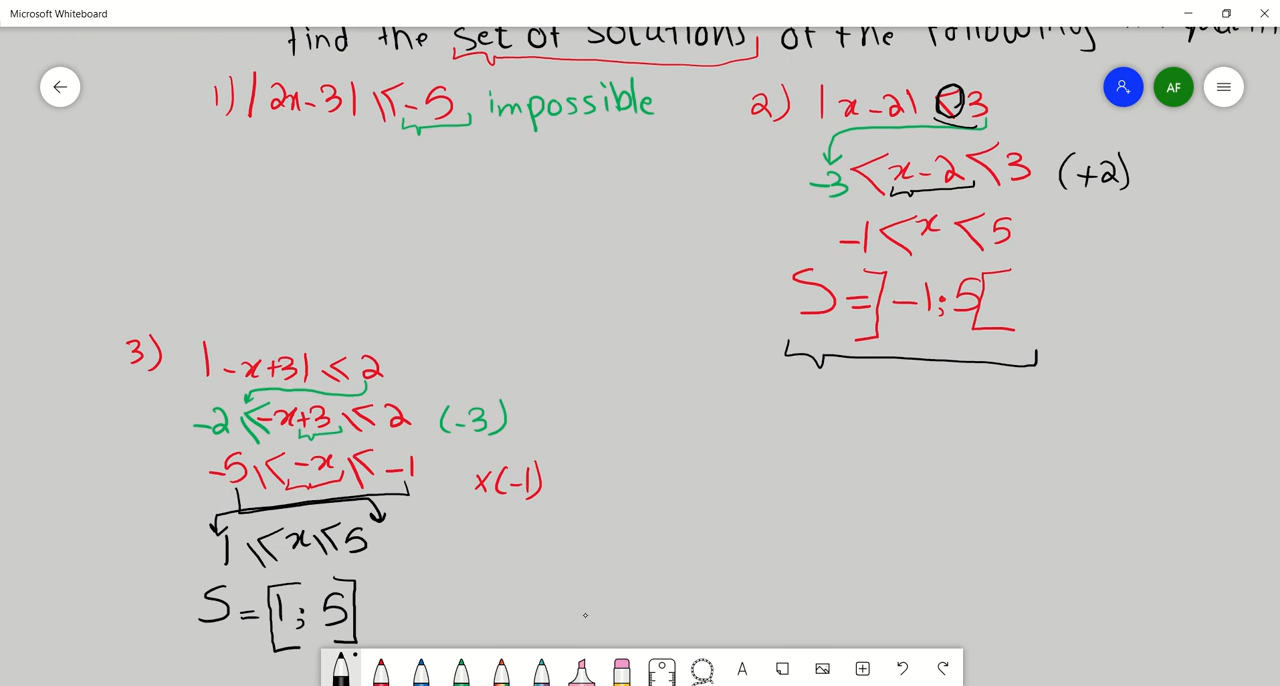 Microsoft Whiteboard
find the set of solutions of the following
1) |2x-3| ⩽ -5 impossible
2) |x-2| < 3
-3 < x-2 < 3 (+2)
-1 < x < 5
S = ]-1; 5[
3) |-x+3| ⩽ 2
-2 ⩽ -x+3 ⩽ 2 (-3)
-5 ⩽ -x ⩽ -1 x(-1)
1 ⩽ x ⩽ 5
S = [1; 5]
AF
A